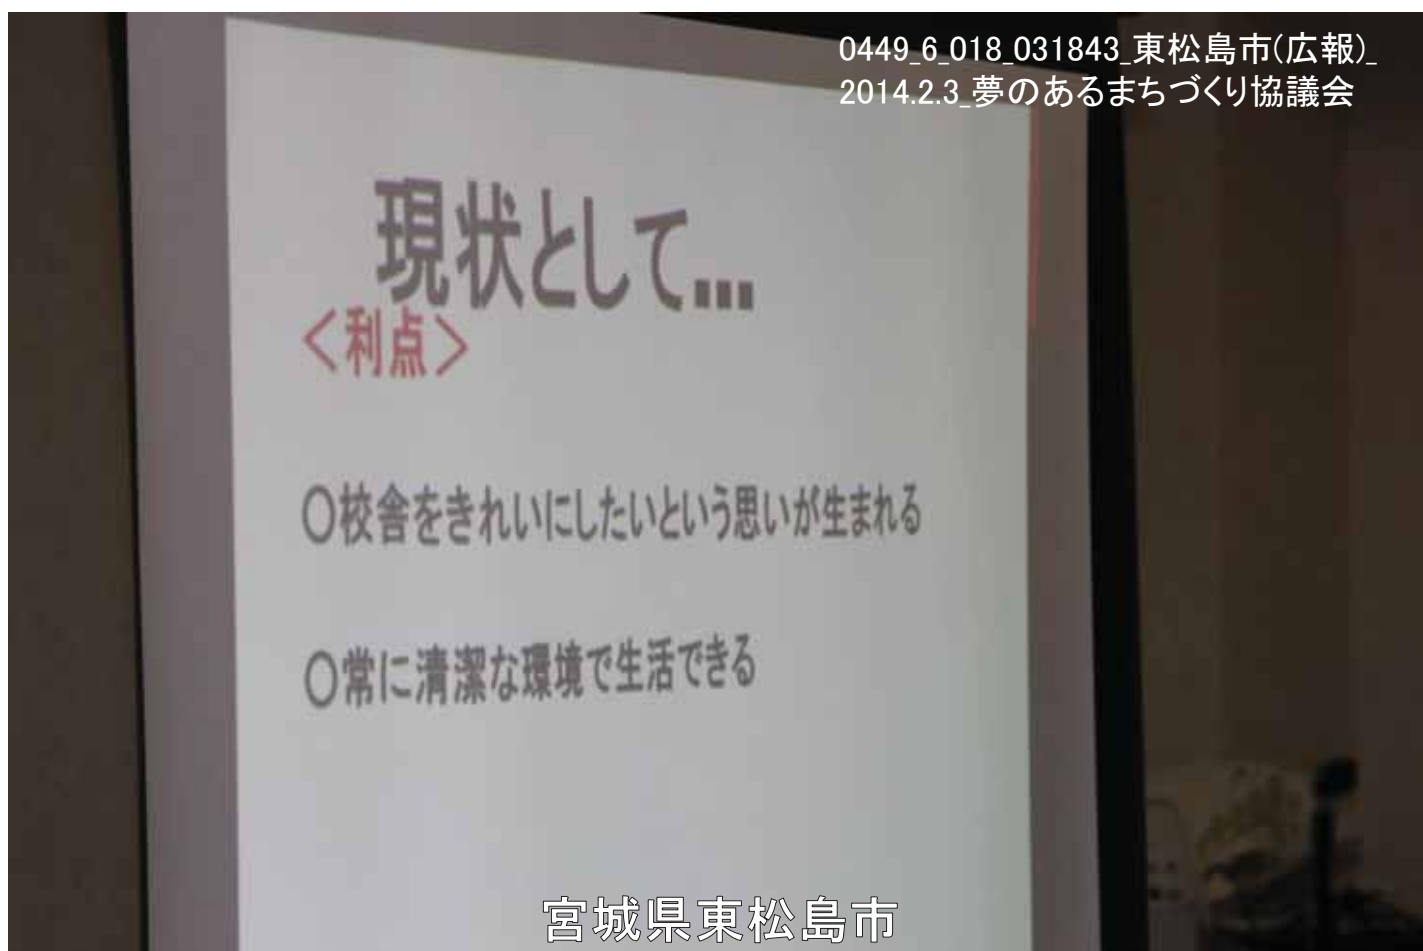 0449_6_018_031843_東松島市(広報)_
2014.2.3_夢のあるまちづくり協議会
現状として...
<利点>
○校舎をきれいにしたいという思いが生まれる
○常に清潔な環境で生活できる
宮城県東松島市